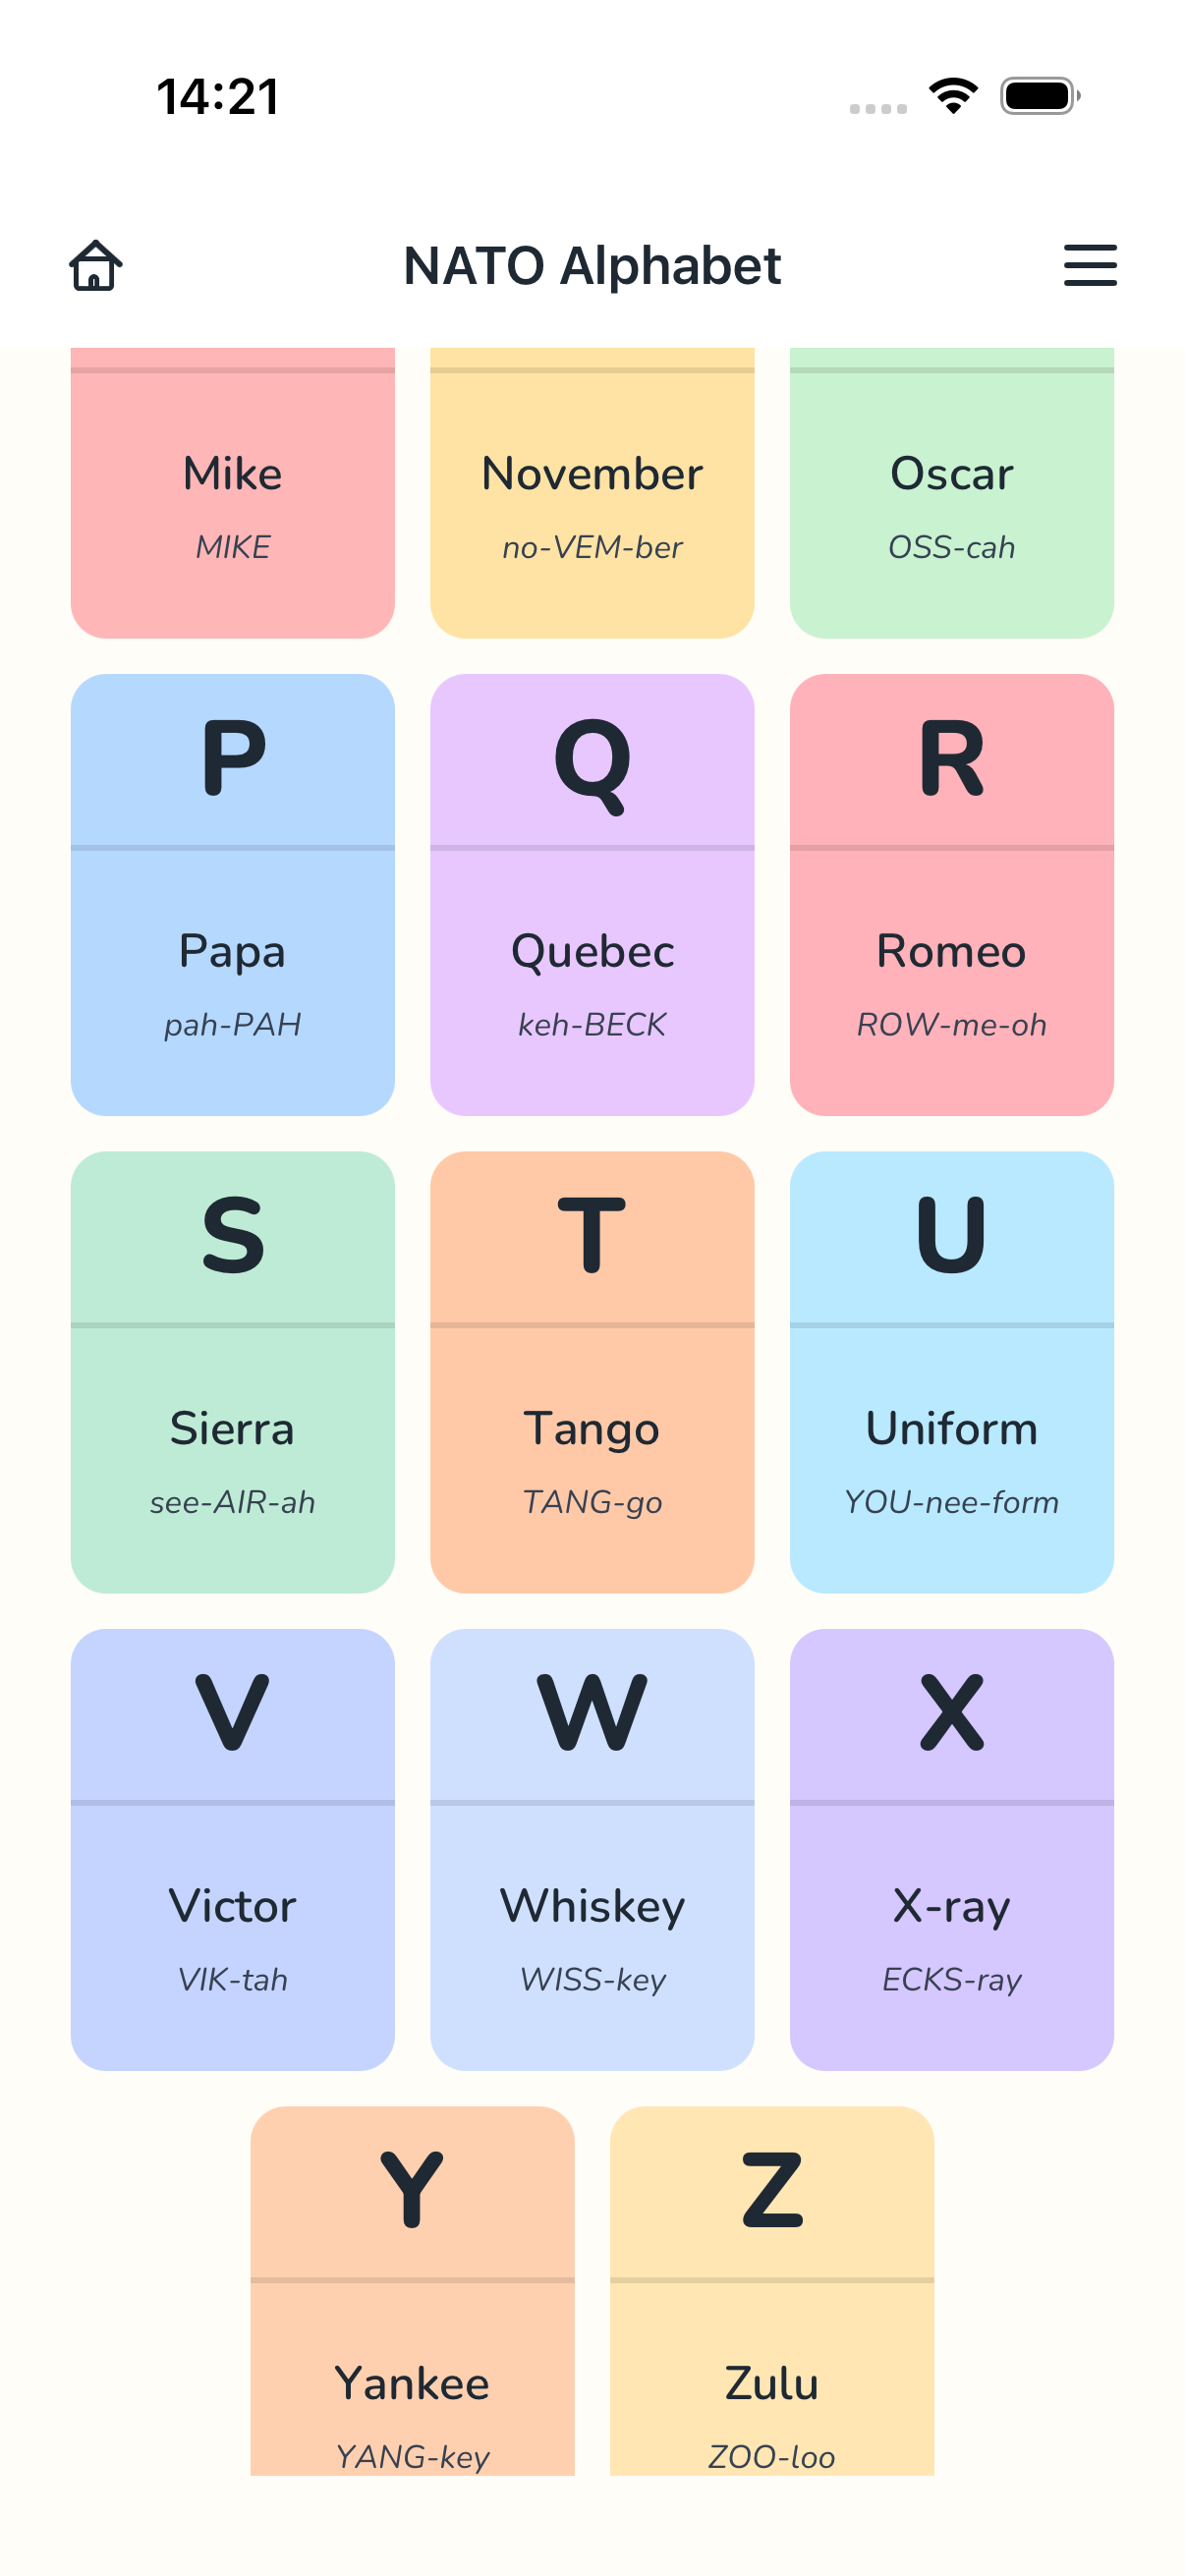 14:21
NATO Alphabet
Mike
MIKE
November
no-VEM-ber
Oscar
OSS-cah
P
Papa
pah-PAH
Q
Quebec
keh-BECK
R
Romeo
ROW-me-oh
S
Sierra
see-AIR-ah
T
Tango
TANG-go
U
Uniform
YOU-nee-form
V
Victor
VIK-tah
W
Whiskey
WISS-key
X
X-ray
ECKS-ray
Y
Yankee
YANG-key
Z
Zulu
ZOO-loo